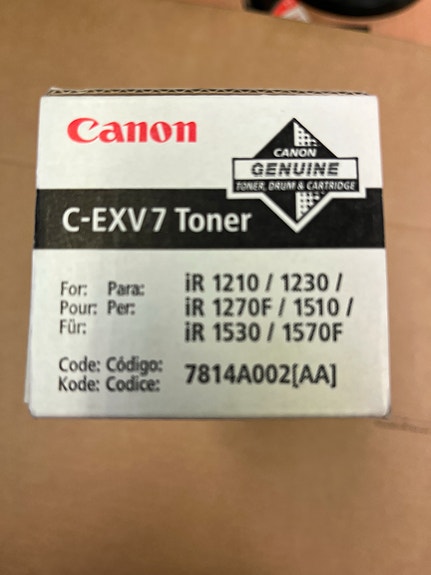 Canon
CANON
GENUINE
TONER, DRUM & CARTRIDGE
C-EXV 7 Toner
For: Para: iR 1210 / 1230 /
Pour: Per: iR 1270F / 1510 /
Für: iR 1530 / 1570F
Code: Código: 7814A002[AA]
Kode: Codice: